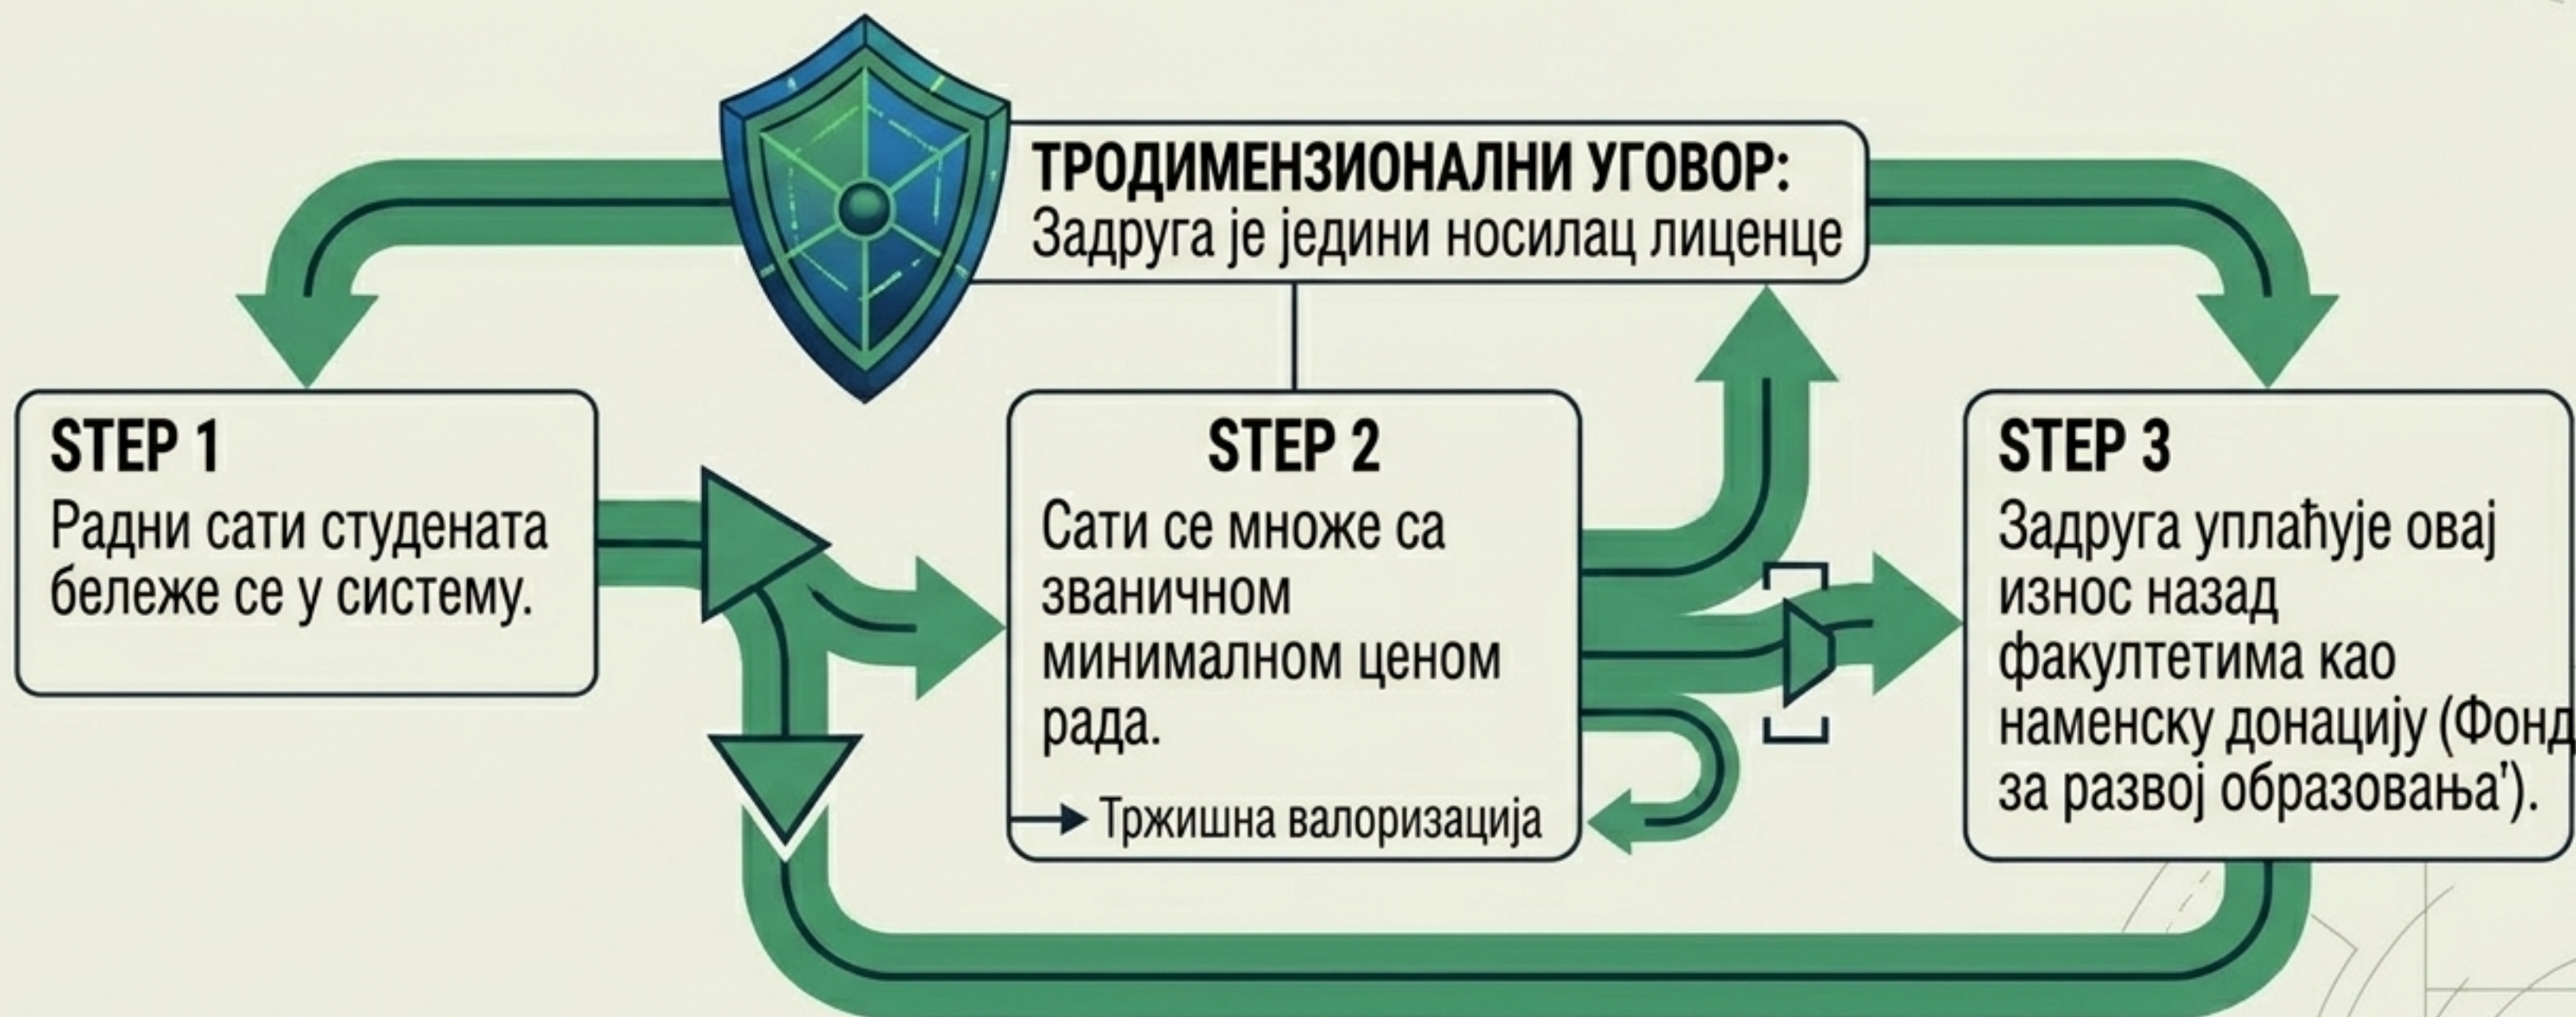 ТРОДИМЕНЗИОНАЛНИ УГОВОР:
Задруга је једини носилац лиценце
STEP 1
Радни сати студената
бележе се у систему.
STEP 2
Сати се множе са
званичном
минималном ценом
рада.
Тржишна валоризација
STEP 3
Задруга уплаћује овај
износ назад
факултетима као
наменску донацију (Фонд
за развој образовања').